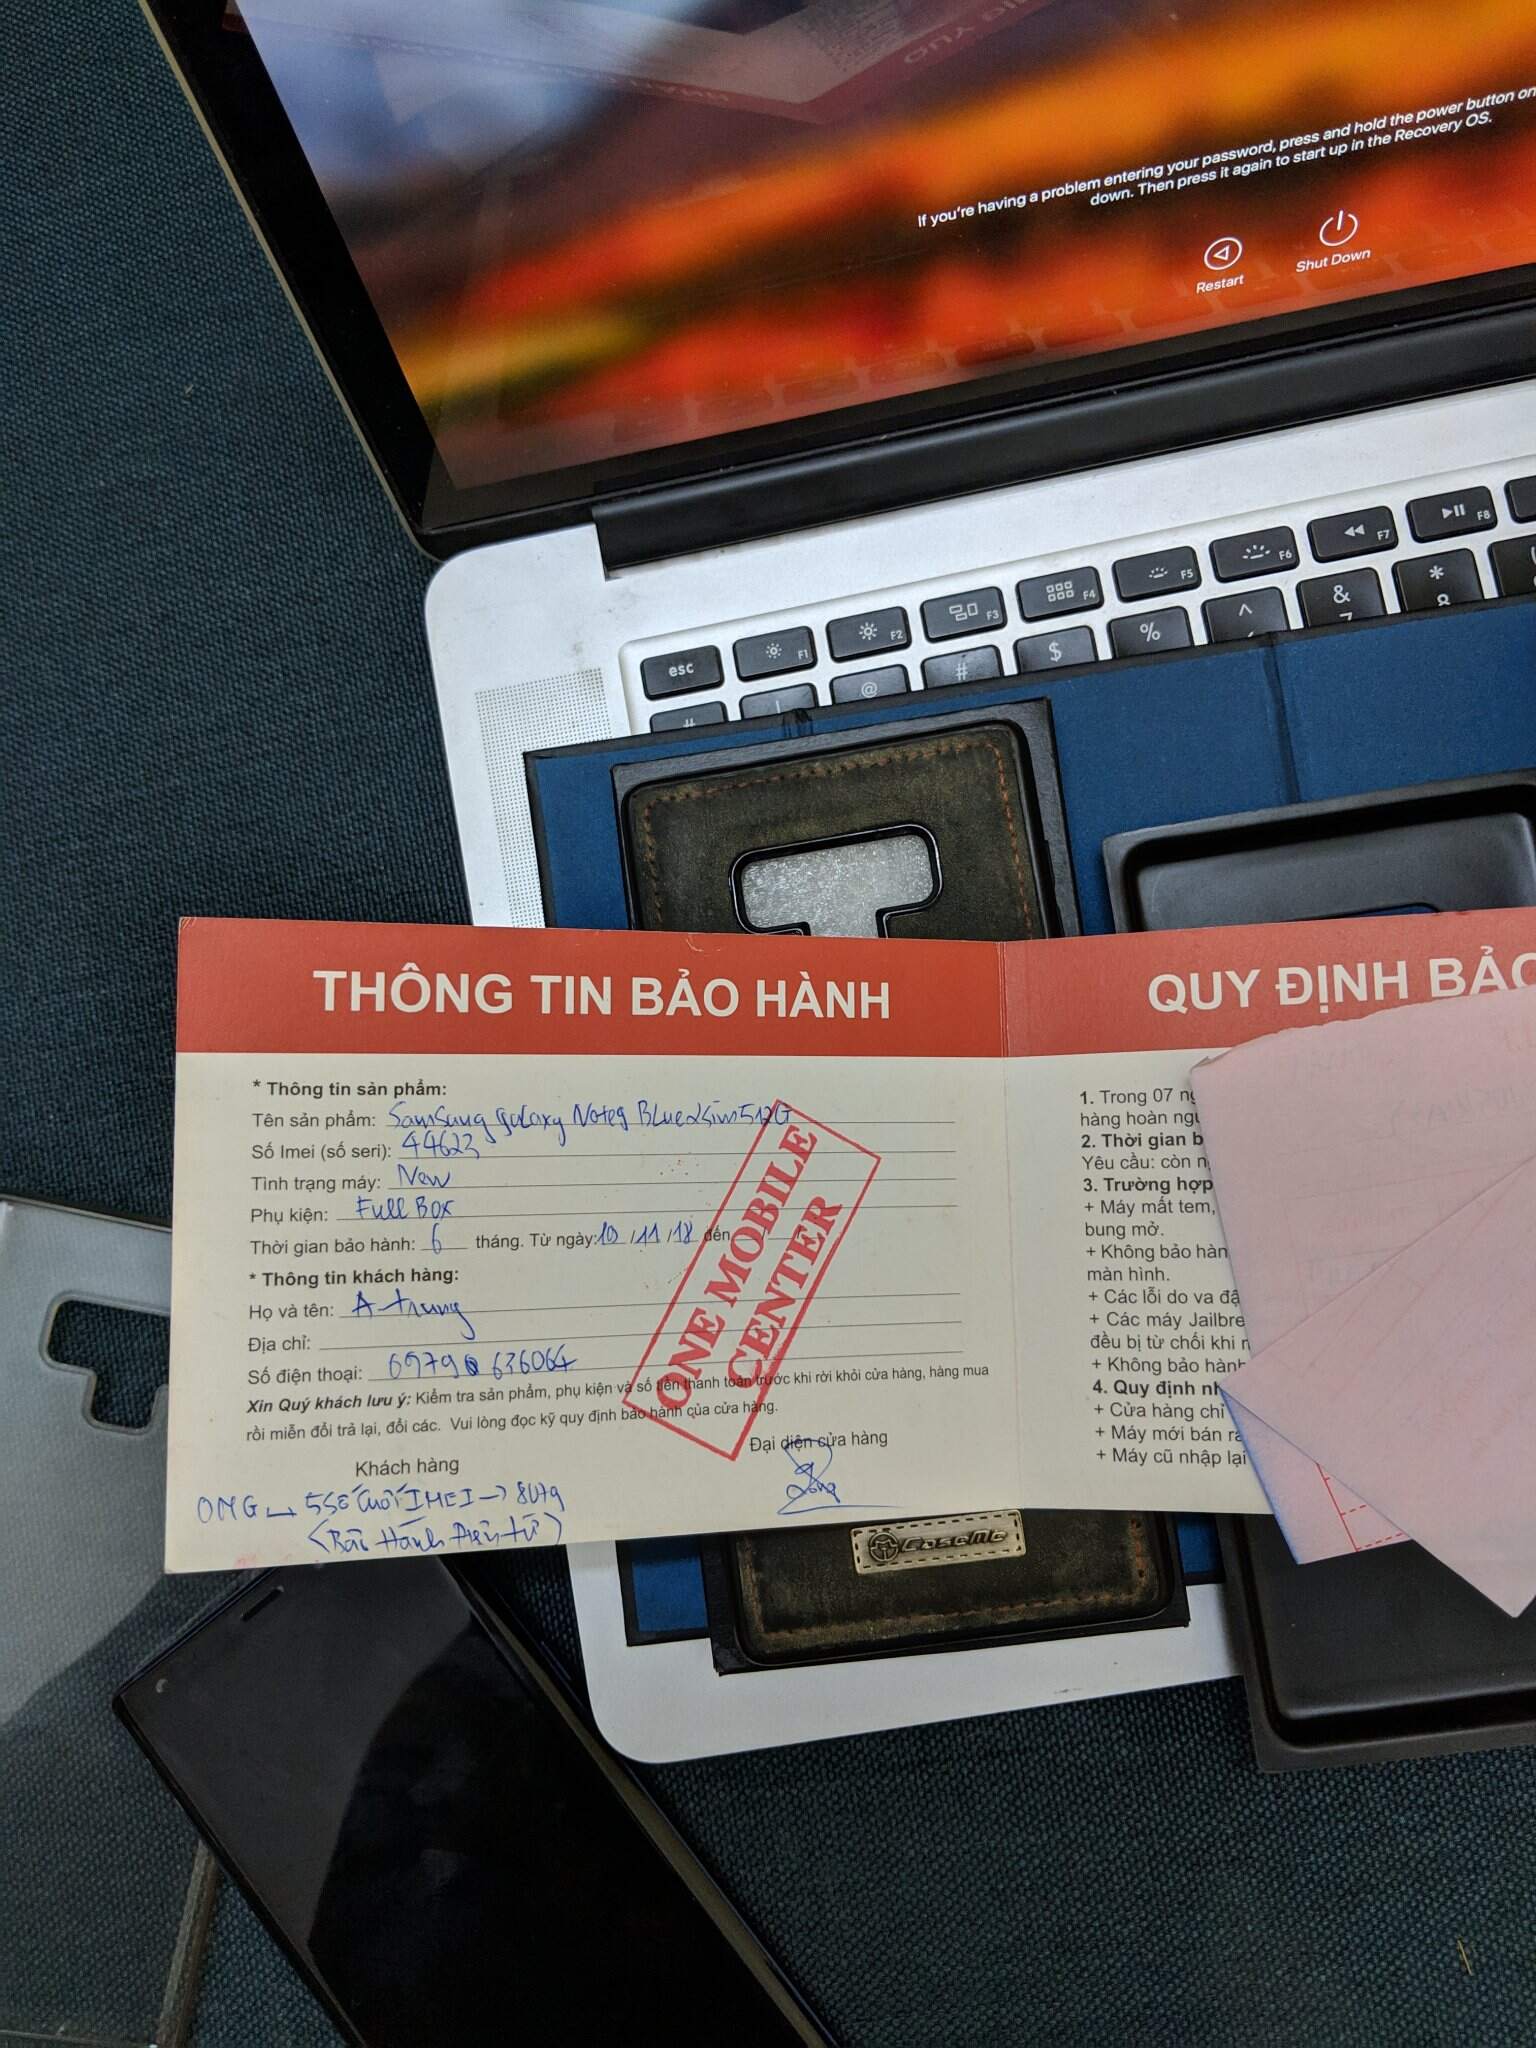 If you're having a problem entering your password, press and hold the power button on
down. Then press it again to start up in the Recovery OS.
Restart
Shut Down
esc F1 F2 F3 F4 F5 F6 F7 F8
@ # $ % ^ & *
THÔNG TIN BẢO HÀNH
* Thông tin sản phẩm:
Tên sản phẩm: Samsung galaxy Note9 Blue 2sim 512G
Số Imei (số seri): 44623
Tình trạng máy: New
Phụ kiện: Full Box
Thời gian bảo hành: 6 tháng. Từ ngày: 10/11/18 đến
* Thông tin khách hàng:
Họ và tên: A trung
Địa chỉ:
Số điện thoại: 09790 636064
Xin Quý khách lưu ý: Kiểm tra sản phẩm, phụ kiện và số tiền thanh toán trước khi rời khỏi cửa hàng, hàng mua
rồi miễn đổi trả lại, đổi các. Vui lòng đọc kỹ quy định bảo hành của cửa hàng.
Khách hàng
Đại diện cửa hàng
ONE MOBILE
CENTER
(Bảo Hành Điện tử)
QUY ĐỊNH BẢO
1. Trong 07 ng
hàng hoàn ngu
2. Thời gian b
Yêu cầu: còn n
3. Trường hợp
+ Máy mất tem,
bung mở.
+ Không bảo hàn
màn hình.
+ Các lỗi do va đậ
+ Các máy Jailbre
đều bị từ chối khi
+ Không bảo hành
4. Quy định nh
+ Cửa hàng chỉ
+ Máy mới bán ra
+ Máy cũ nhập lại
CaseMe